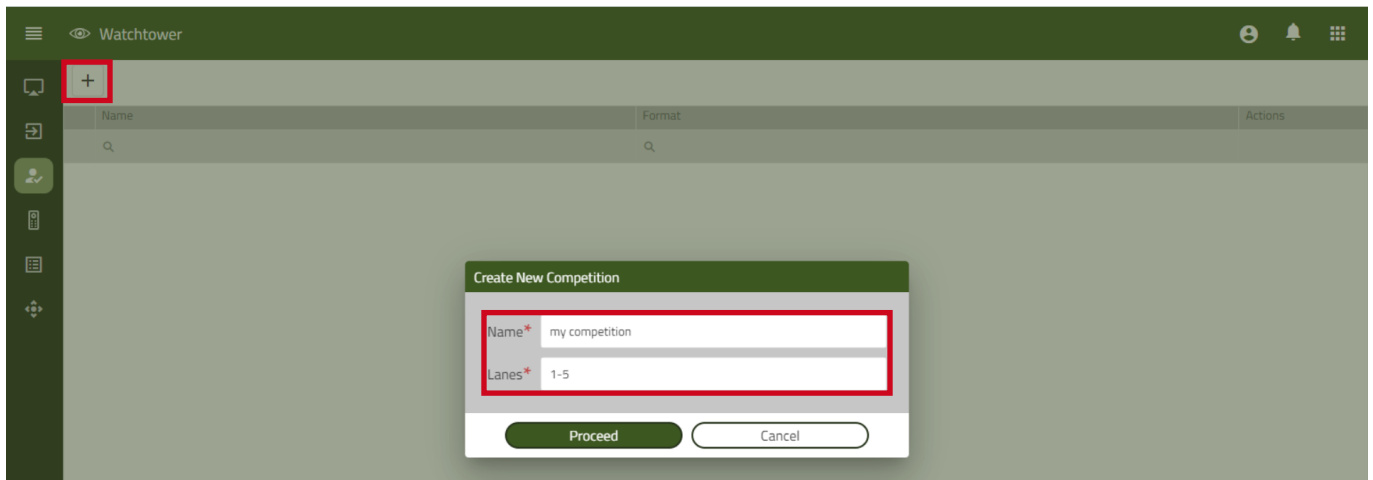 Watchtower
+
Name Format Actions
Create New Competition
Name* my competition
Lanes* 1-5
Proceed Cancel